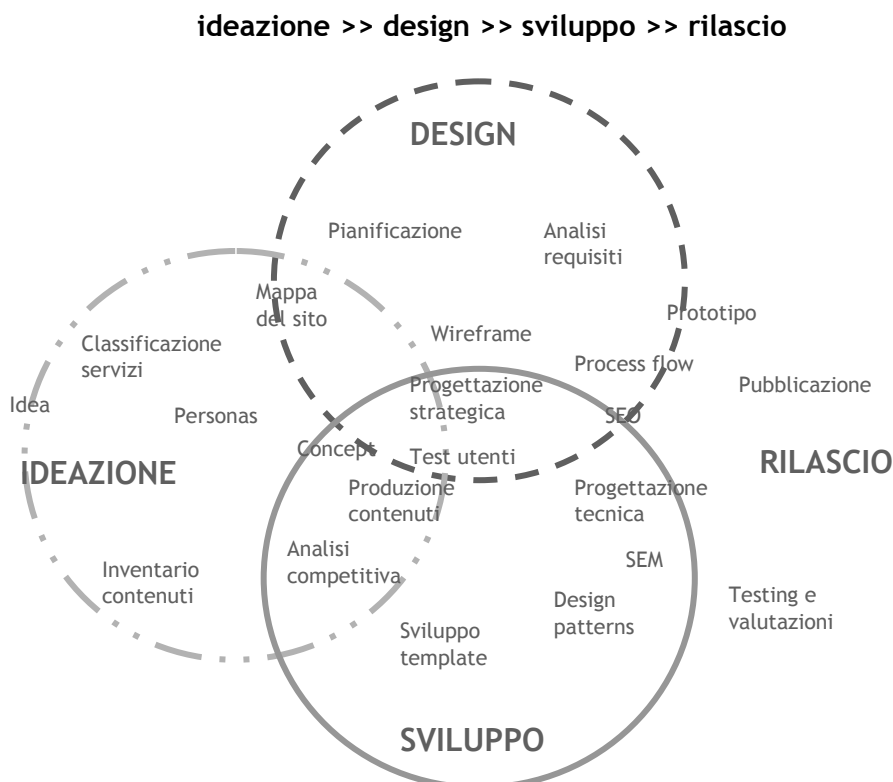 ideazione >> design >> sviluppo >> rilascio
DESIGN
Pianificazione
Analisi
requisiti
Mappa
del sito
Prototipo
Wireframe
Classificazione
servizi
Process flow
Progettazione
strategica
Pubblicazione
Idea
Personas
SEO
Concept
Test utenti
IDEAZIONE
RILASCIO
Produzione
contenuti
Progettazione
tecnica
Analisi
competitiva
SEM
Inventario
contenuti
Design
patterns
Testing e
valutazioni
Sviluppo
template
SVILUPPO